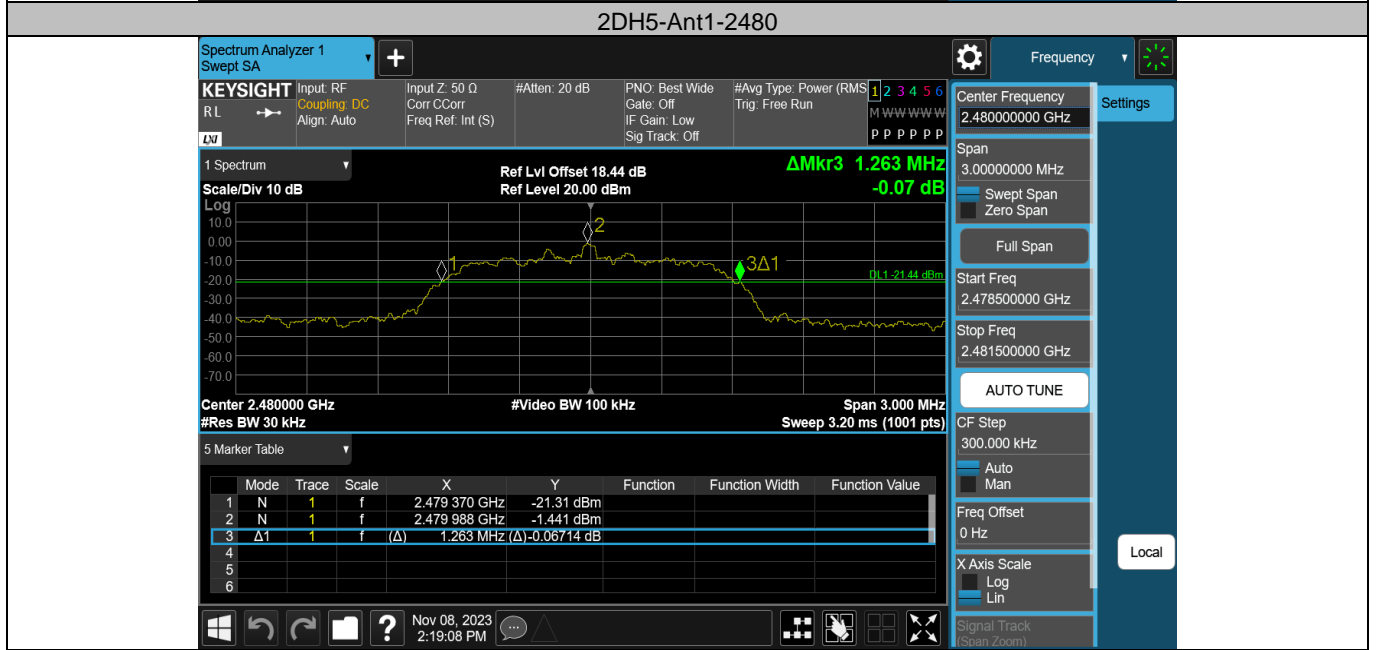 2DH5-Ant1-2480
Spectrum Analyzer 1
Swept SA
+
Frequency
KEYSIGHT
RL
LXI
Input: RF
Coupling: DC
Align: Auto
Input Z: 50 Ω
Corr CCorr
Freq Ref: Int (S)
#Atten: 20 dB
PNO: Best Wide
Gate: Off
IF Gain: Low
Sig Track: Off
#Avg Type: Power (RMS
Trig: Free Run
1 2 3 4 5 6
M W W W W W
P P P P P P
1 Spectrum
Scale/Div 10 dB
Ref Lvl Offset 18.44 dB
Ref Level 20.00 dBm
ΔMkr3 1.263 MHz
-0.07 dB
Log
10.0
0.00
-10.0
-20.0
-30.0
-40.0
-50.0
-60.0
-70.0
1
2
3Δ1
DL1 -21.44 dBm
Center 2.480000 GHz
#Video BW 100 kHz
Span 3.000 MHz
#Res BW 30 kHz
Sweep 3.20 ms (1001 pts)
5 Marker Table
Mode Trace Scale X Y Function Function Width Function Value
1 N 1 f 2.479 370 GHz -21.31 dBm
2 N 1 f 2.479 988 GHz -1.441 dBm
3 Δ1 1 f (Δ) 1.263 MHz (Δ)-0.06714 dB
4
5
6
Nov 08, 2023
2:19:08 PM
?
Center Frequency
2.480000000 GHz
Settings
Span
3.00000000 MHz
Swept Span
Zero Span
Full Span
Start Freq
2.478500000 GHz
Stop Freq
2.481500000 GHz
AUTO TUNE
CF Step
300.000 kHz
Auto
Man
Freq Offset
0 Hz
X Axis Scale
Log
Lin
Local
Signal Track
(Span Zoom)